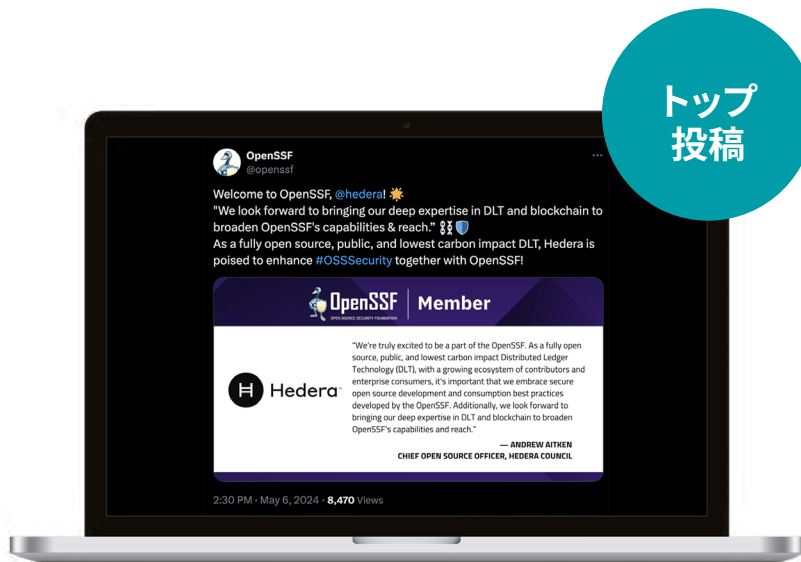 トップ
投稿
OpenSSF
@openssf
Welcome to OpenSSF, @hedera! 🌟
"We look forward to bringing our deep expertise in DLT and blockchain to
broaden OpenSSF's capabilities & reach." ⛓️🛡️
As a fully open source, public, and lowest carbon impact DLT, Hedera is
poised to enhance #OSSSecurity together with OpenSSF!
OpenSSF
OPEN SOURCE SECURITY FOUNDATION
Member
"We're truly excited to be a part of the OpenSSF. As a fully open
source, public, and lowest carbon impact Distributed Ledger
Technology (DLT), with a growing ecosystem of contributors and
enterprise consumers, it's important that we embrace secure
open source development and consumption best practices
developed by the OpenSSF. Additionally, we look forward to
bringing our deep expertise in DLT and blockchain to broaden
OpenSSF's capabilities and reach."
H Hedera
— ANDREW AITKEN
CHIEF OPEN SOURCE OFFICER, HEDERA COUNCIL
2:30 PM · May 6, 2024 · 8,470 Views